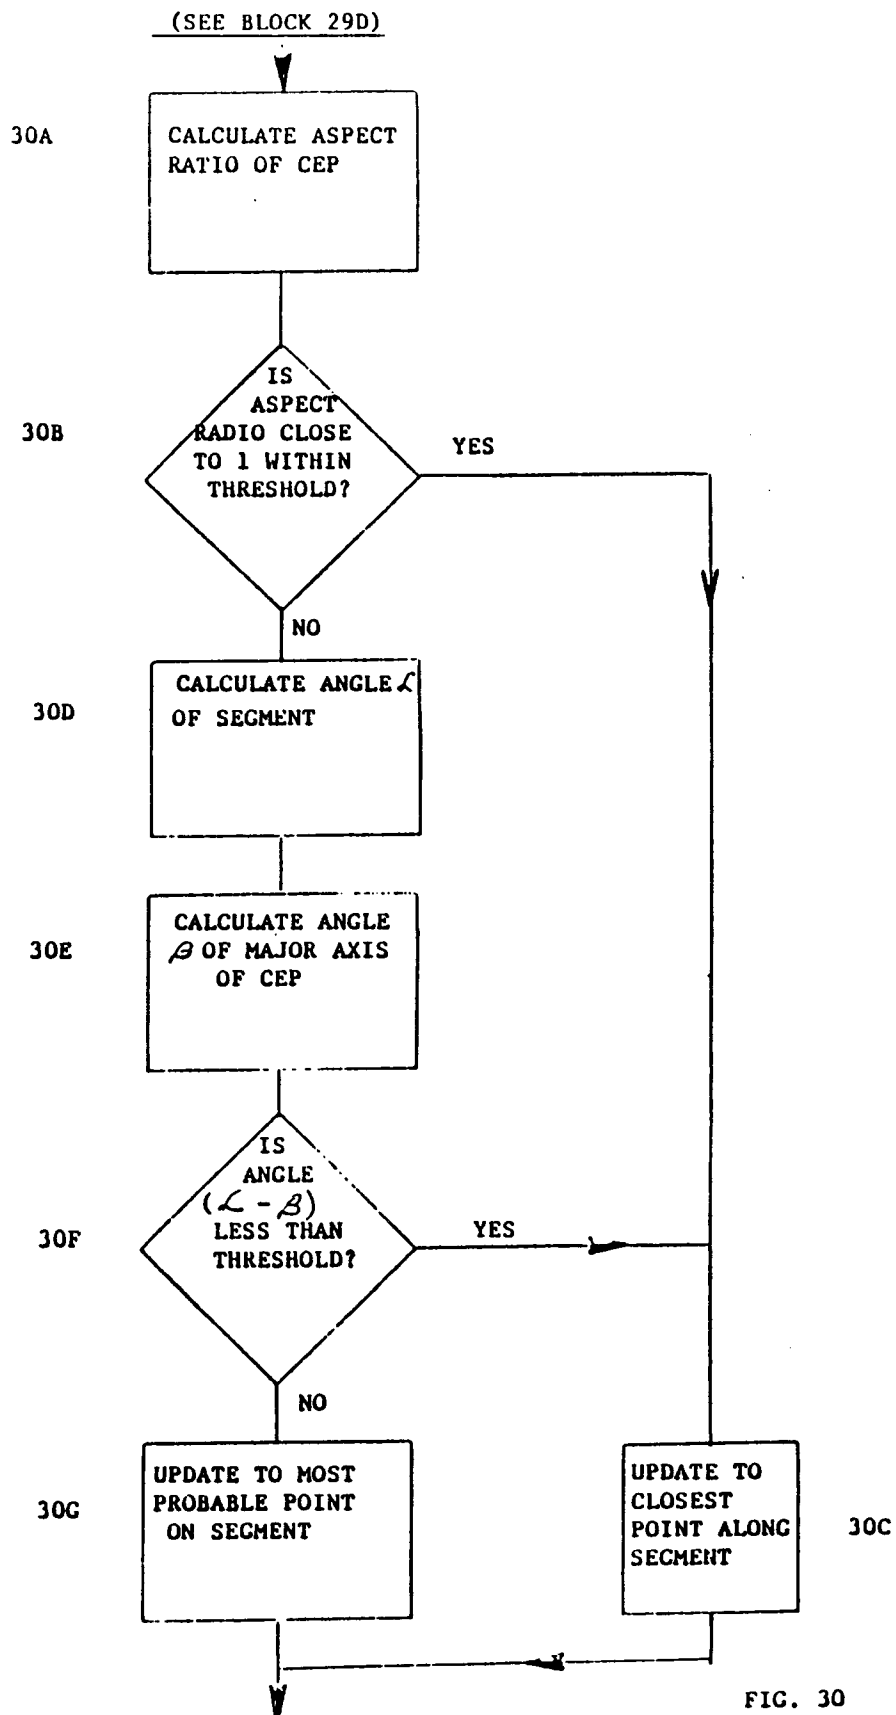 (SEE BLOCK 29D)
30A
CALCULATE ASPECT
RATIO OF CEP
30B
IS
ASPECT
RADIO CLOSE
TO 1 WITHIN
THRESHOLD?
YES
NO
30D
CALCULATE ANGLE α
OF SEGMENT
30E
CALCULATE ANGLE
β OF MAJOR AXIS
OF CEP
30F
IS
ANGLE
(α - β)
LESS THAN
THRESHOLD?
YES
NO
30G
UPDATE TO MOST
PROBABLE POINT
ON SEGMENT
UPDATE TO
CLOSEST
POINT ALONG
SEGMENT
30C
FIG. 30